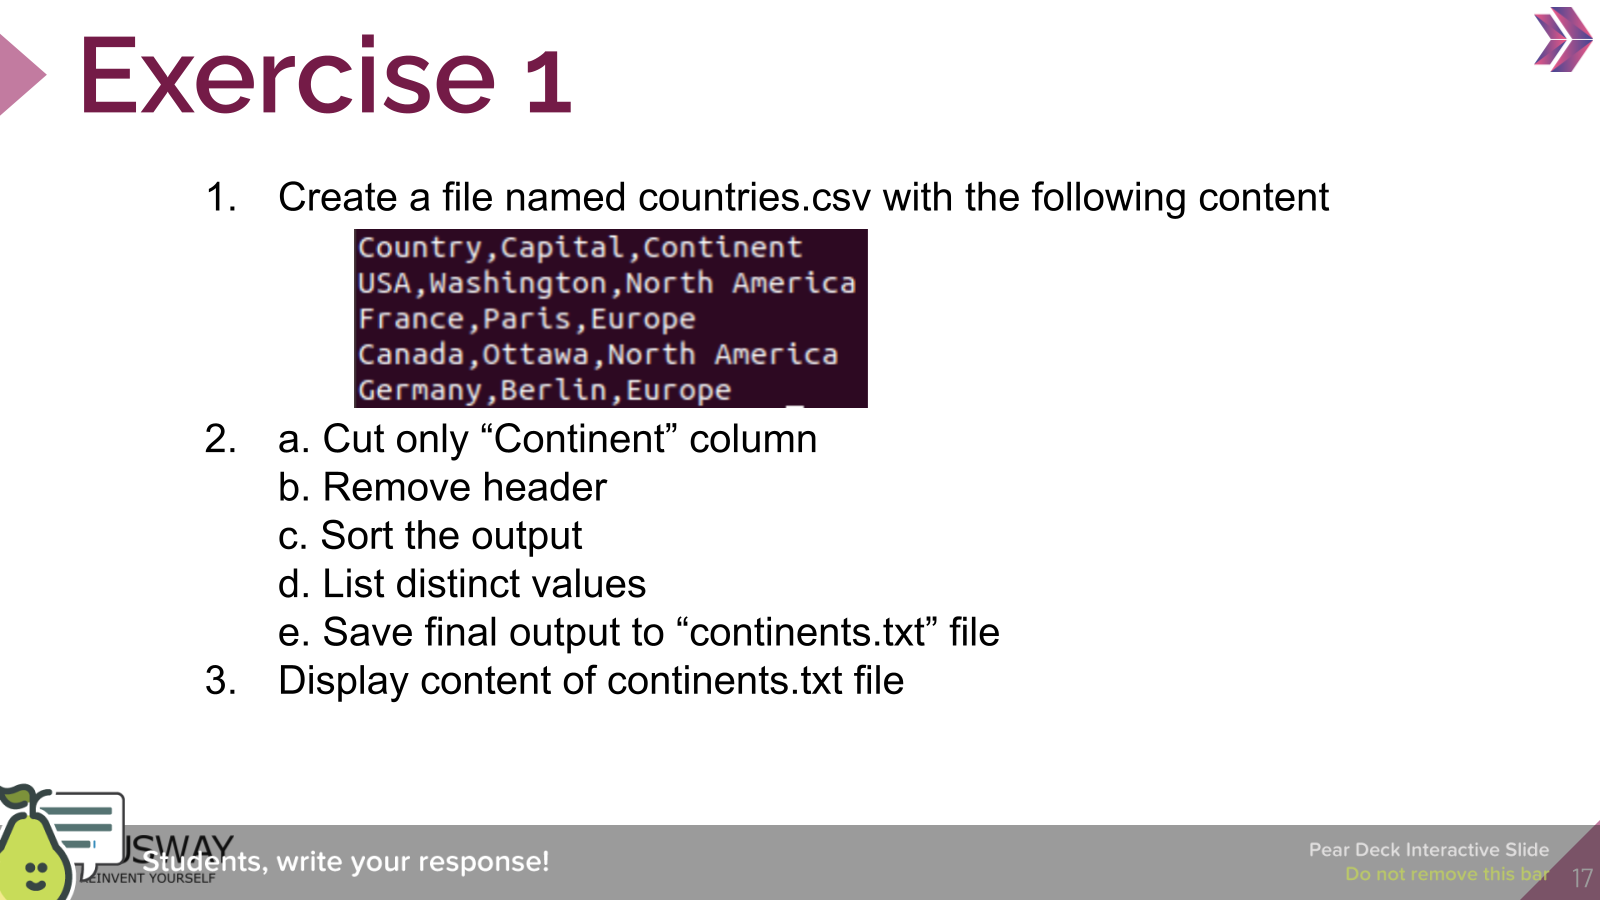 Exercise 1
1. Create a file named countries.csv with the following content
Country,Capital,Continent
USA,Washington,North America
France,Paris,Europe
Canada,Ottawa,North America
Germany,Berlin,Europe
2. a. Cut only “Continent” column
b. Remove header
c. Sort the output
d. List distinct values
e. Save final output to “continents.txt” file
3. Display content of continents.txt file
USWAY
REINVENT YOURSELF
Students, write your response!
Pear Deck Interactive Slide
Do not remove this bar
17